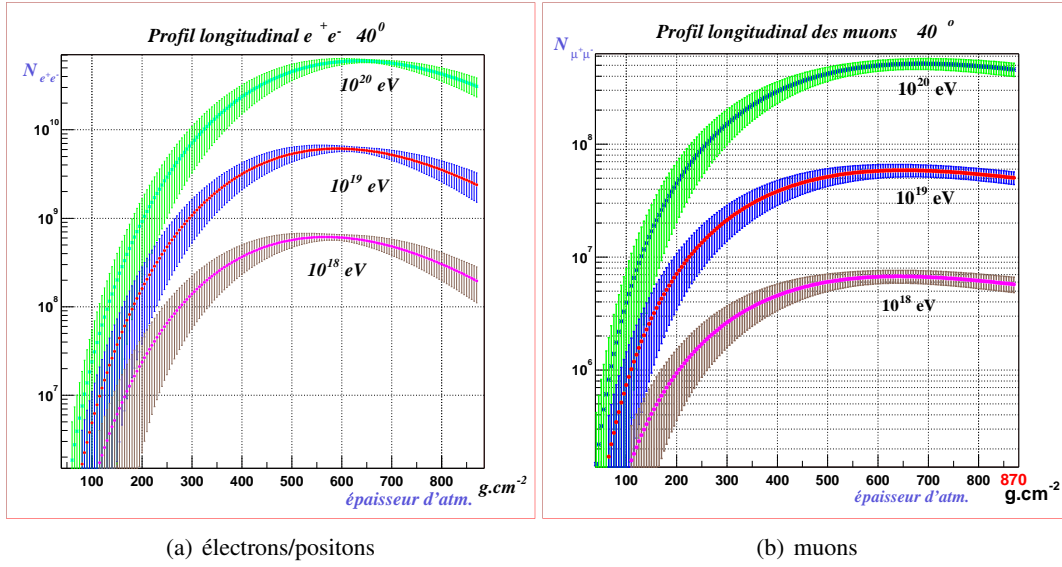 Profil longitudinal e⁺e⁻ 40⁰
N e⁺e⁻
10²⁰ eV
10¹⁹ eV
10¹⁸ eV
10¹⁰
10⁹
10⁸
10⁷
100 200 300 400 500 600 700 800
g.cm⁻²
épaisseur d'atm.
(a) électrons/positons
Profil longitudinal des muons 40 ⁰
N μ⁺μ⁻
10²⁰ eV
10¹⁹ eV
10¹⁸ eV
10⁸
10⁷
10⁶
100 200 300 400 500 600 700 800 870
g.cm⁻²
épaisseur d'atm.
(b) muons